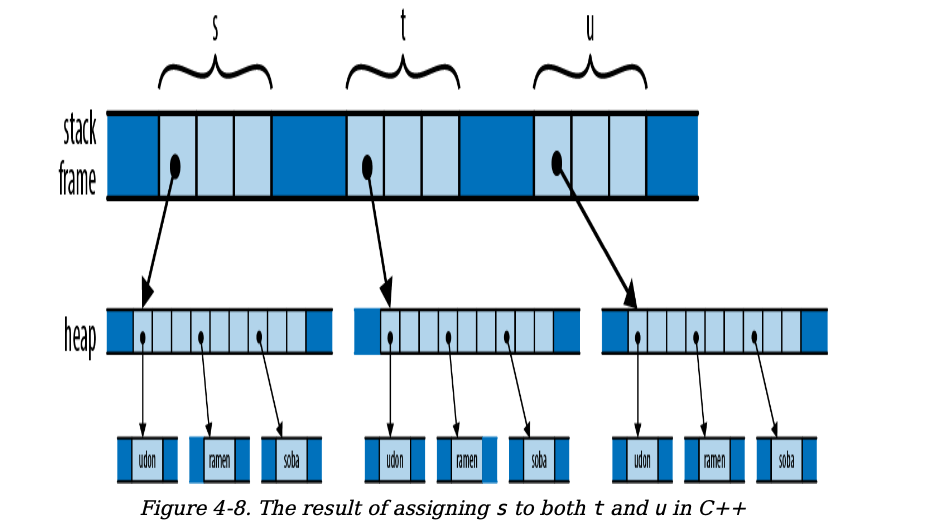 s t u
stack
frame
heap
udon ramen soba udon ramen soba udon ramen soba
Figure 4-8. The result of assigning s to both t and u in C++